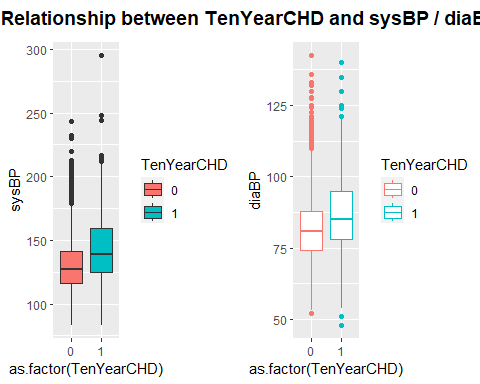 Relationship between TenYearCHD and sysBP / diaB
sysBP
300
250
200
150
100
0
1
as.factor(TenYearCHD)
TenYearCHD
0
1
diaBP
125
100
75
50
0
1
as.factor(TenYearCHD)
TenYearCHD
0
1